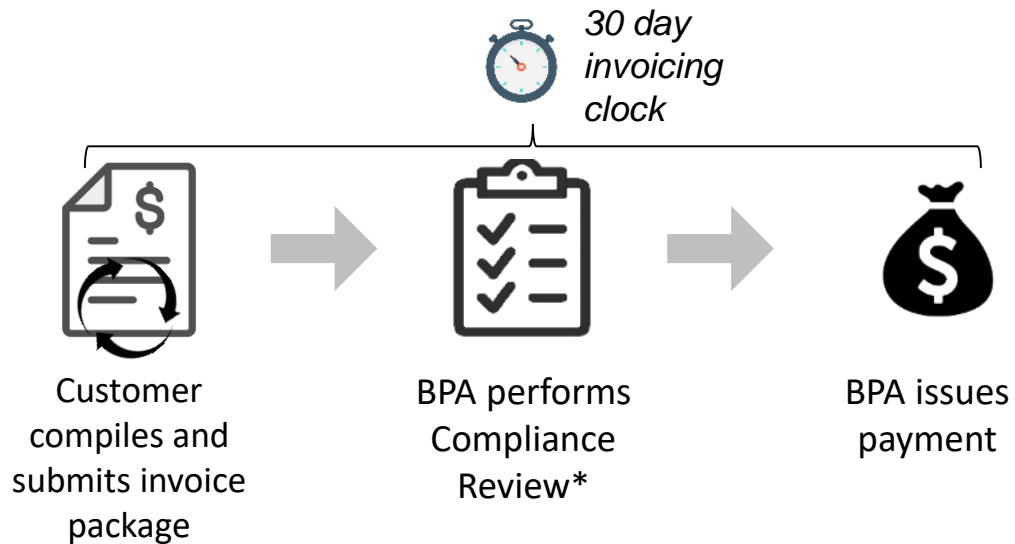 30 day
invoicing
clock
$
$
Customer
compiles and
submits invoice
package
BPA performs
Compliance
Review*
BPA issues
payment